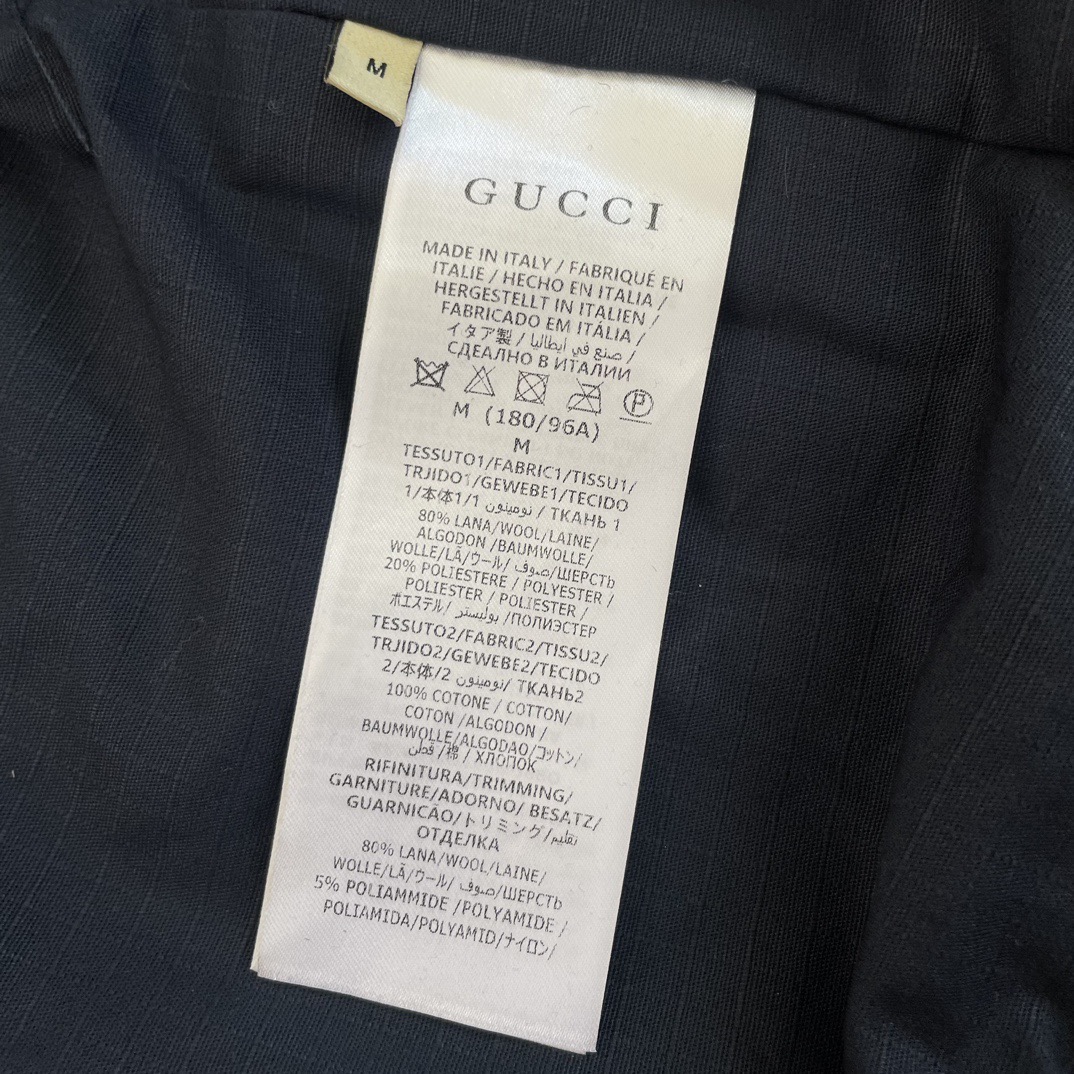 M
GUCCI
MADE IN ITALY / FABRIQUÉ EN
ITALIE / HECHO EN ITALIA /
HERGESTELLT IN ITALIEN /
FABRICADO EM ITÁLIA /
イタア製 / صنع في ايطاليا /
СДЕАЛНО В ИТАЛИИ
P
M (180/96A)
M
TESSUTO1/FABRIC1/TISSU1/
TRJIDO1/GEWEBE1/TECIDO
1/本体1/1 نومينون / ТКАНЬ 1
80% LANA/WOOL/LAINE/
ALGODON /BAUMWOLLE/
WOLLE/LÃ/ウール/ صوف/ШЕРСТЬ
20% POLIESTERE / POLYESTER /
POLIESTER / POLIESTER /
ポエステル/ بوليستر /ПОЛИЭСТЕР
TESSUTO2/FABRIC2/TISSU2/
TRJIDO2/GEWEBE2/TECIDO
2/本体/2 نومينون/ ТКАНЬ2
100% COTONE / COTTON/
COTON /ALGODON /
BAUMWOLLE/ALGODAO/コットン/
قطن /棉 / ХЛОПОК
RIFINITURA/TRIMMING/
GARNITURE/ADORNO/ BESATZ/
GUARNICÃO/トリミング/تقليم
ОТДЕЛКА
80% LANA/WOOL/LAINE/
WOLLE/LÃ/ウール/ صوف/ШЕРСТЬ
5% POLIAMMIDE /POLYAMIDE /
POLIAMIDA/POLYAMID/ナイロン/